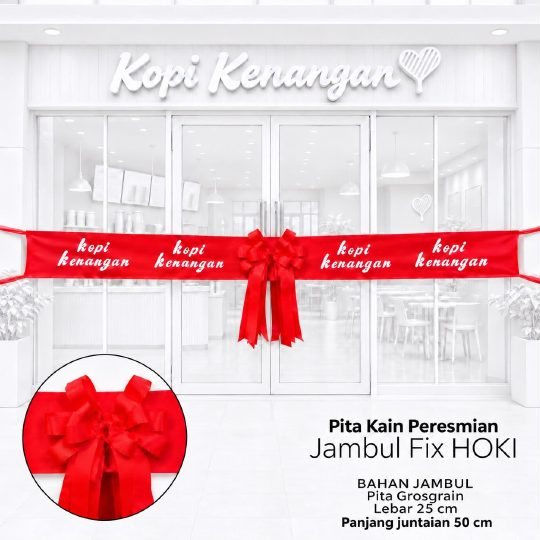 Kopi Kenangan
kopi
kenangan
kopi
kenangan
kopi
kenangan
kopi
kenangan
Pita Kain Peresmian
Jambul Fix HOKI
BAHAN JAMBUL
Pita Grosgrain
Lebar 25 cm
Panjang juntaian 50 cm